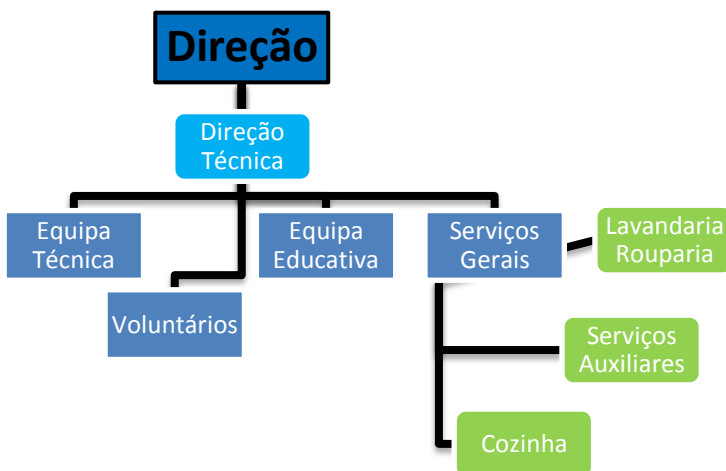 Direção
Direção
Técnica
Equipa
Técnica
Equipa
Educativa
Serviços
Gerais
Lavandaria
Rouparia
Voluntários
Serviços
Auxiliares
Cozinha